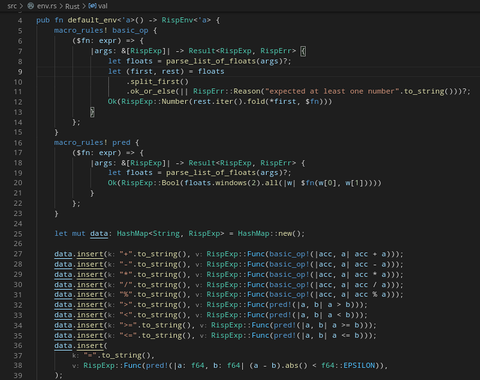 src > env.rs > Rust > val
4 pub fn default_env<'a>() -> RispEnv<'a> {
5 macro_rules! basic_op {
6 ($fn: expr) => {
7 |args: &[RispExp]| -> Result<RispExp, RispErr> {
8 let floats = parse_list_of_floats(args)?;
9 let (first, rest) = floats
10 .split_first()
11 .ok_or_else(|| RispErr::Reason("expected at least one number".to_string()))?;
12 Ok(RispExp::Number(rest.iter().fold(*first, $fn)))
13 }
14 };
15 }
16 macro_rules! pred {
17 ($fn: expr) => {
18 |args: &[RispExp]| -> Result<RispExp, RispErr> {
19 let floats = parse_list_of_floats(args)?;
20 Ok(RispExp::Bool(floats.windows(2).all(|w| $fn(w[0], w[1]))))
21 }
22 };
23 }
24
25 let mut data: HashMap<String, RispExp> = HashMap::new();
26
27 data.insert(k: "+".to_string(), v: RispExp::Func(basic_op!(|acc, a| acc + a)));
28 data.insert(k: "-".to_string(), v: RispExp::Func(basic_op!(|acc, a| acc - a)));
29 data.insert(k: "*".to_string(), v: RispExp::Func(basic_op!(|acc, a| acc * a)));
30 data.insert(k: "/".to_string(), v: RispExp::Func(basic_op!(|acc, a| acc / a)));
31 data.insert(k: "%".to_string(), v: RispExp::Func(basic_op!(|acc, a| acc % a)));
32 data.insert(k: ">".to_string(), v: RispExp::Func(pred!(|a, b| a > b)));
33 data.insert(k: "<".to_string(), v: RispExp::Func(pred!(|a, b| a < b)));
34 data.insert(k: ">=".to_string(), v: RispExp::Func(pred!(|a, b| a >= b)));
35 data.insert(k: "<=".to_string(), v: RispExp::Func(pred!(|a, b| a <= b)));
36 data.insert(
37 k: "=".to_string(),
38 v: RispExp::Func(pred!(|a: f64, b: f64| (a - b).abs() < f64::EPSILON)),
39 );